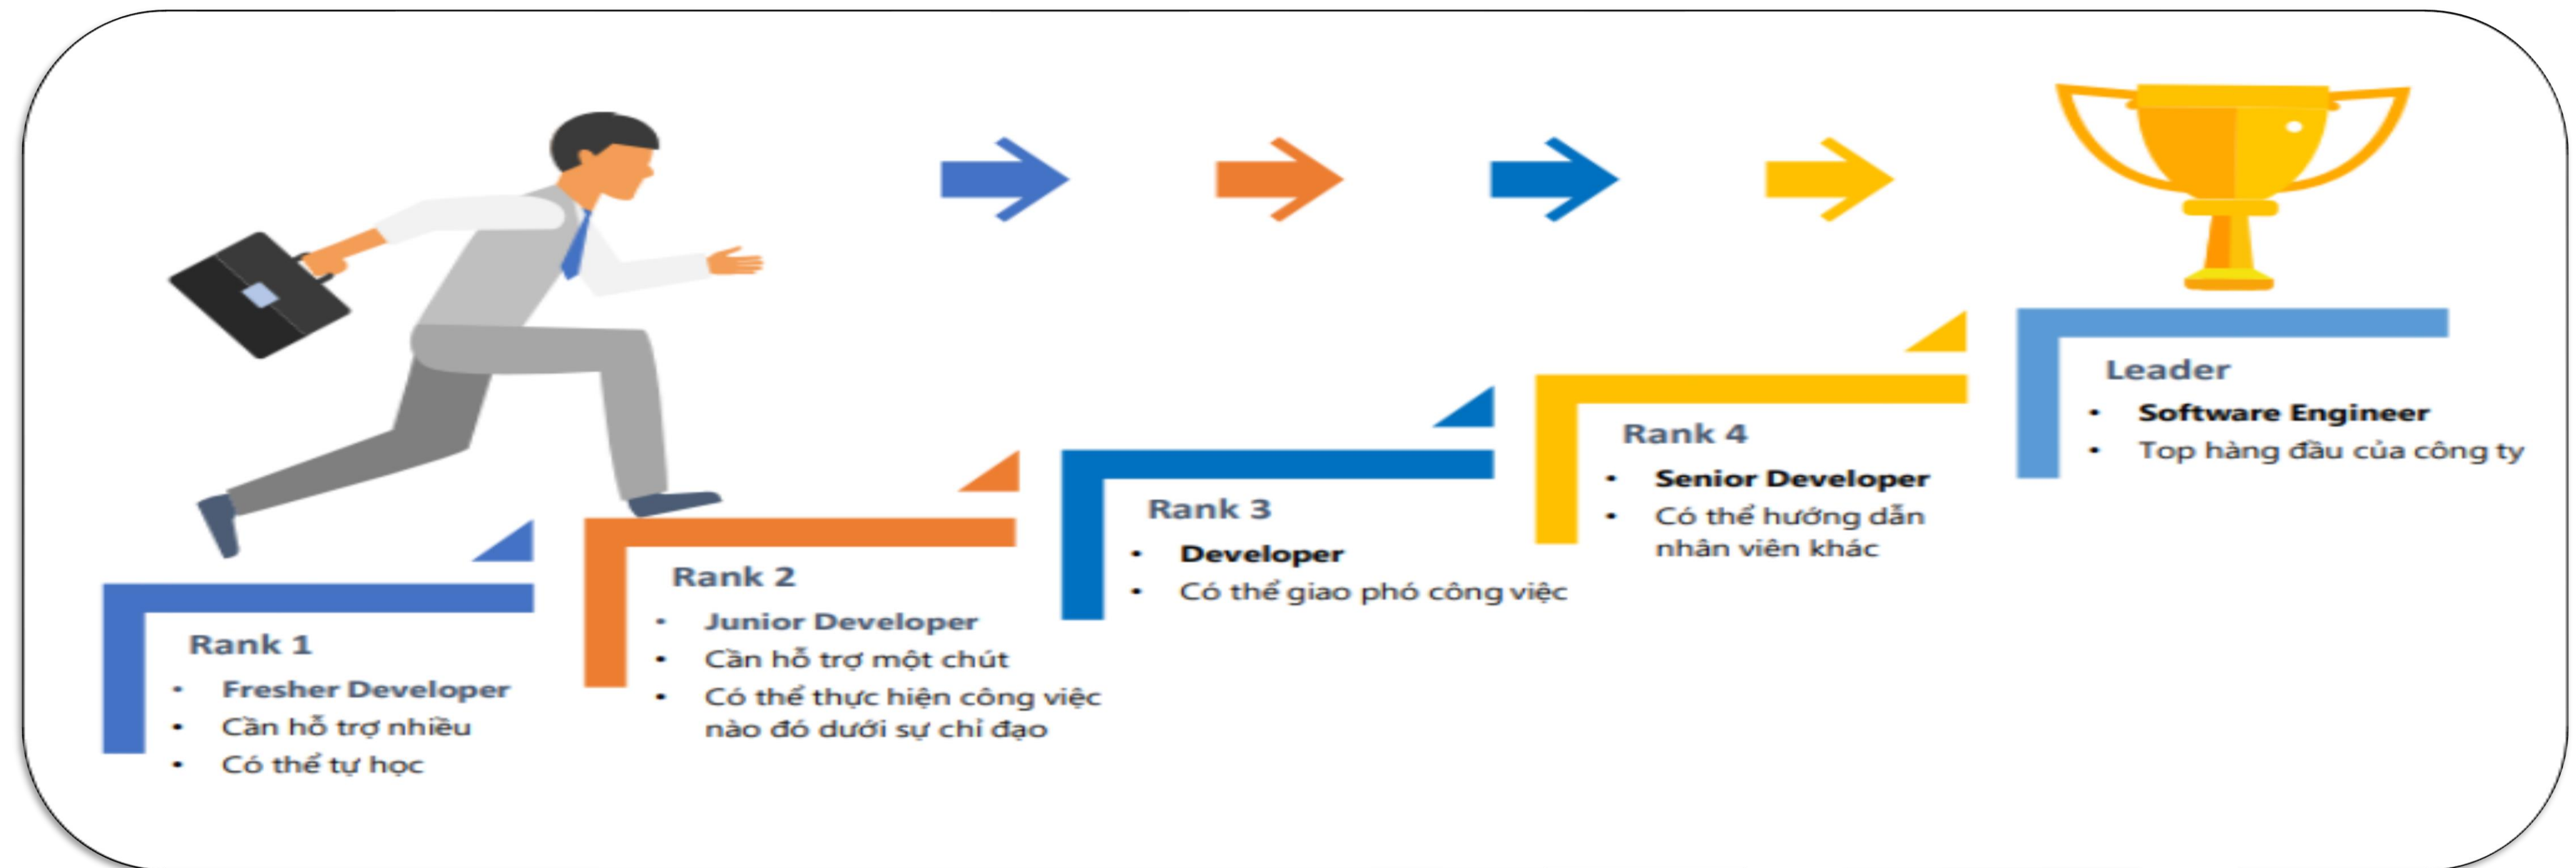 Rank 1
• Fresher Developer
• Cần hỗ trợ nhiều
• Có thể tự học
Rank 2
• Junior Developer
• Cần hỗ trợ một chút
• Có thể thực hiện công việc
nào đó dưới sự chỉ đạo
Rank 3
• Developer
• Có thể giao phó công việc
Rank 4
• Senior Developer
• Có thể hướng dẫn
nhân viên khác
Leader
• Software Engineer
• Top hàng đầu của công ty